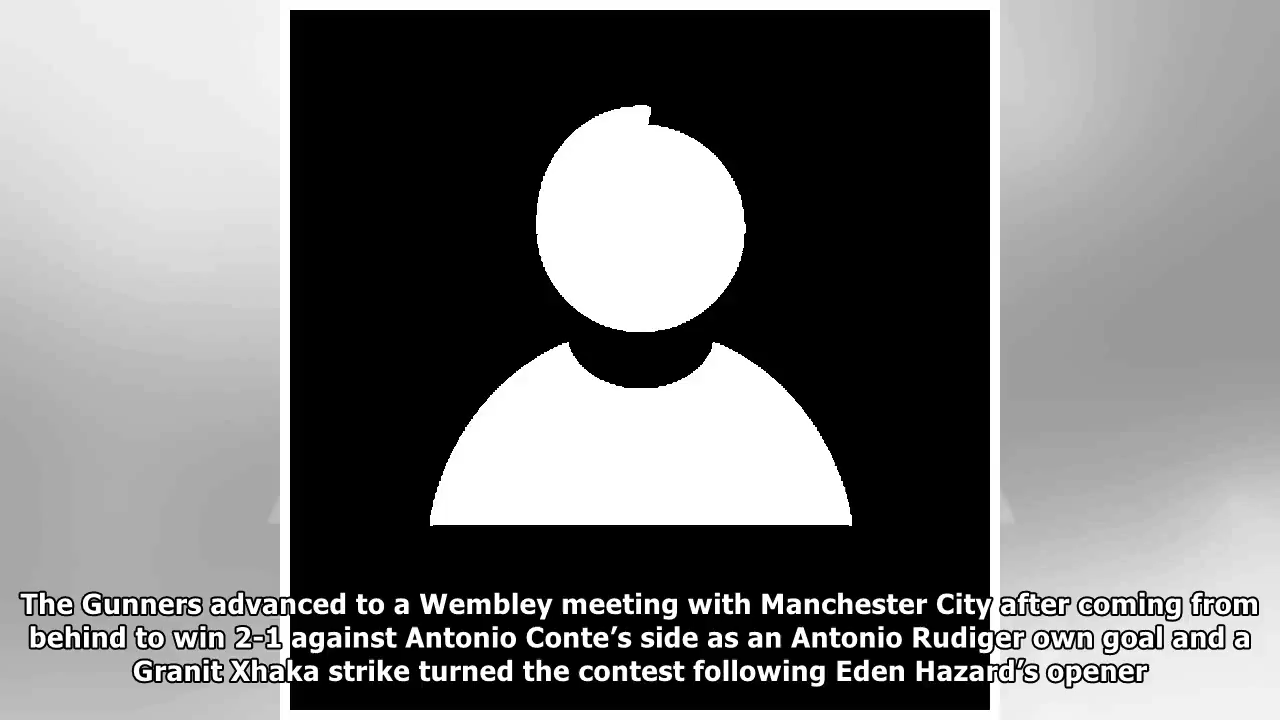 The Gunners advanced to a Wembley meeting with Manchester City after coming from
behind to win 2-1 against Antonio Conte’s side as an Antonio Rudiger own goal and a
Granit Xhaka strike turned the contest following Eden Hazard’s opener